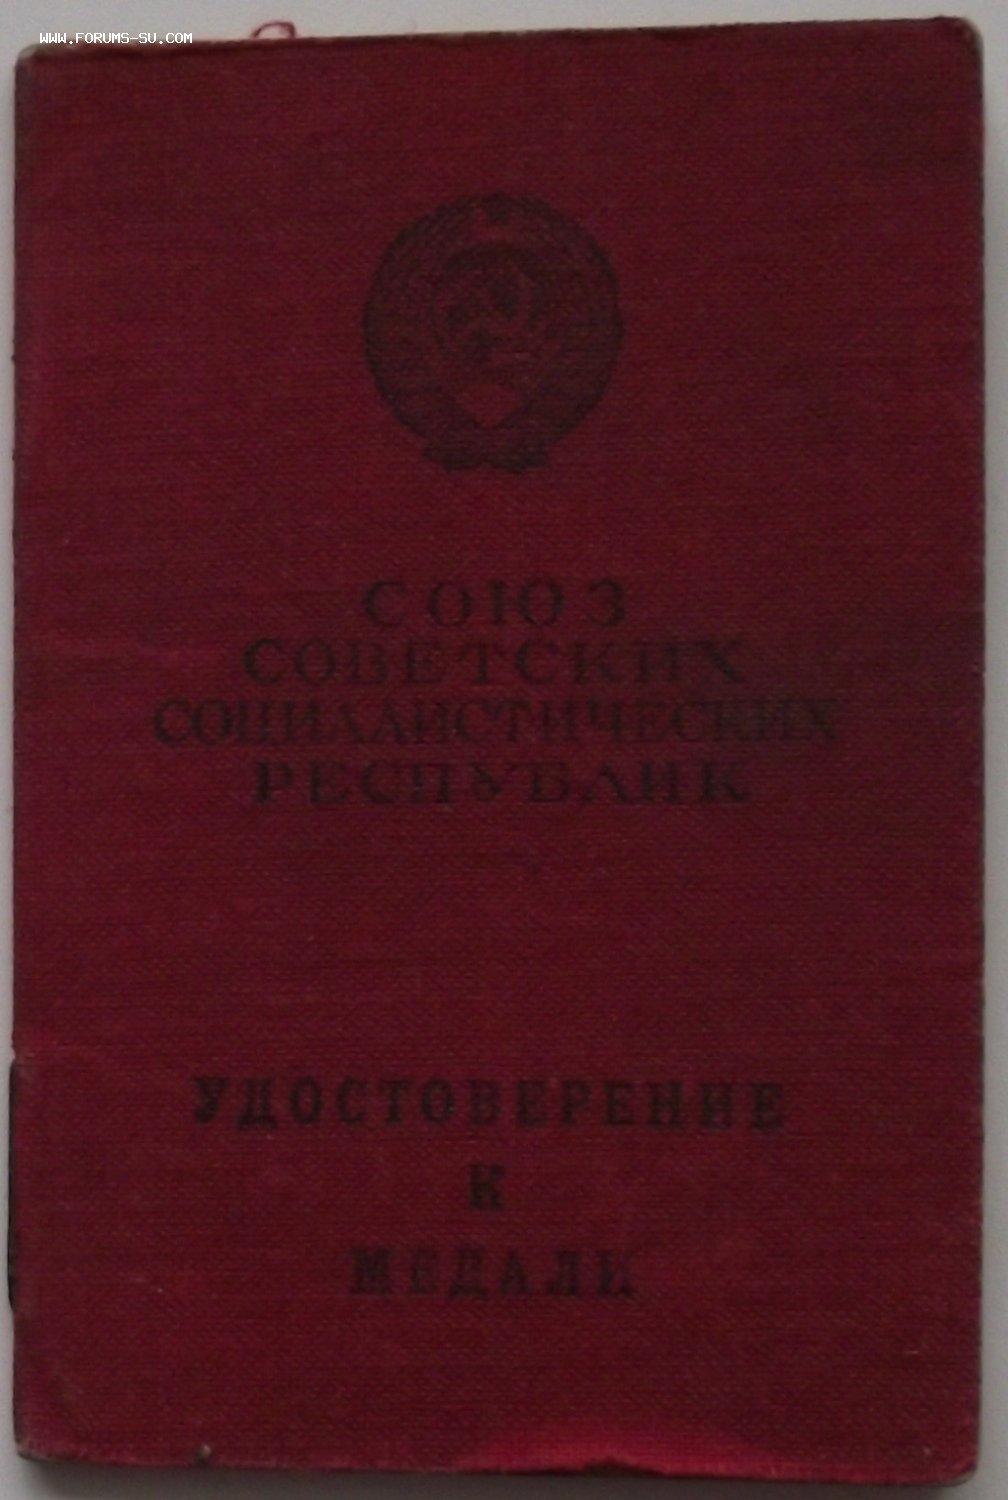 WWW.FORUMS-SU.COM
СОЮЗ
СОВЕТСКИХ
СОЦИАЛИСТИЧЕСКИХ
РЕСПУБЛИК
УДОСТОВЕРЕНИЕ
К
МЕДАЛИ